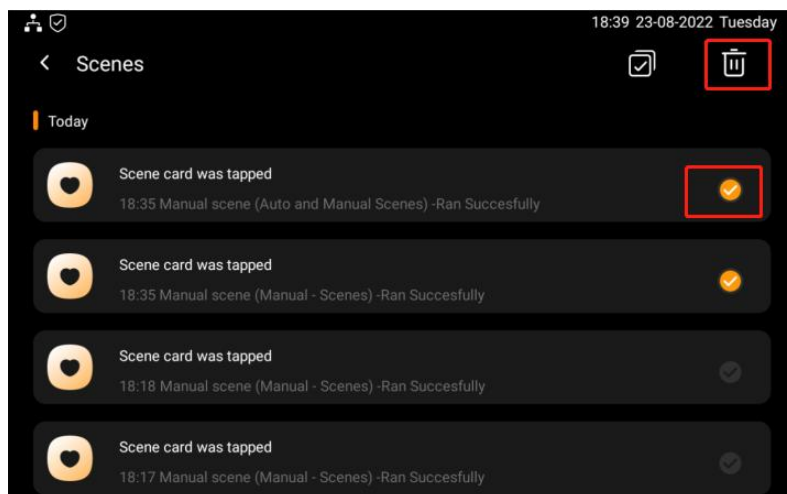 18:39 23-08-2022 Tuesday
Scenes
Today
Scene card was tapped
18:35 Manual scene (Auto and Manual Scenes) -Ran Succesfully
Scene card was tapped
18:35 Manual scene (Manual - Scenes) -Ran Succesfully
Scene card was tapped
18:18 Manual scene (Manual - Scenes) -Ran Succesfully
Scene card was tapped
18:17 Manual scene (Manual - Scenes) -Ran Succesfully